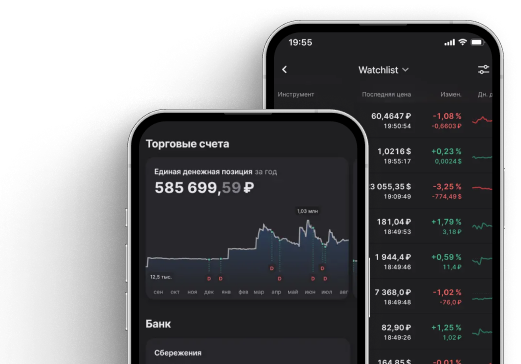 19:55
Watchlist
Инструмент Последняя цена Измен. Дн. д
60,4647 ₽ -1,08 %
19:50:54 -0,6603 ₽
1,0216 $ +0,23 %
19:55:17 0,0024 $
3 055,35 $ -3,25 %
19:09:49 -774,49 $
181,04 ₽ +1,79 %
18:49:53 3,18 ₽
1 944,4 ₽ +0,59 %
18:49:46 11,4 ₽
7 368,0 ₽ -1,02 %
18:49:48 -76,0 ₽
82,90 ₽ +1,25 %
18:49:26 1,02 ₽
164,85 $ -0,01 %
Торговые счета
Единая денежная позиция за год
585 699,59 ₽
1,03 млн
12,5 тыс.
D D D D D D
сен окт ноя дек янв фев мар апр май июн июл авг
Банк
Сбережения